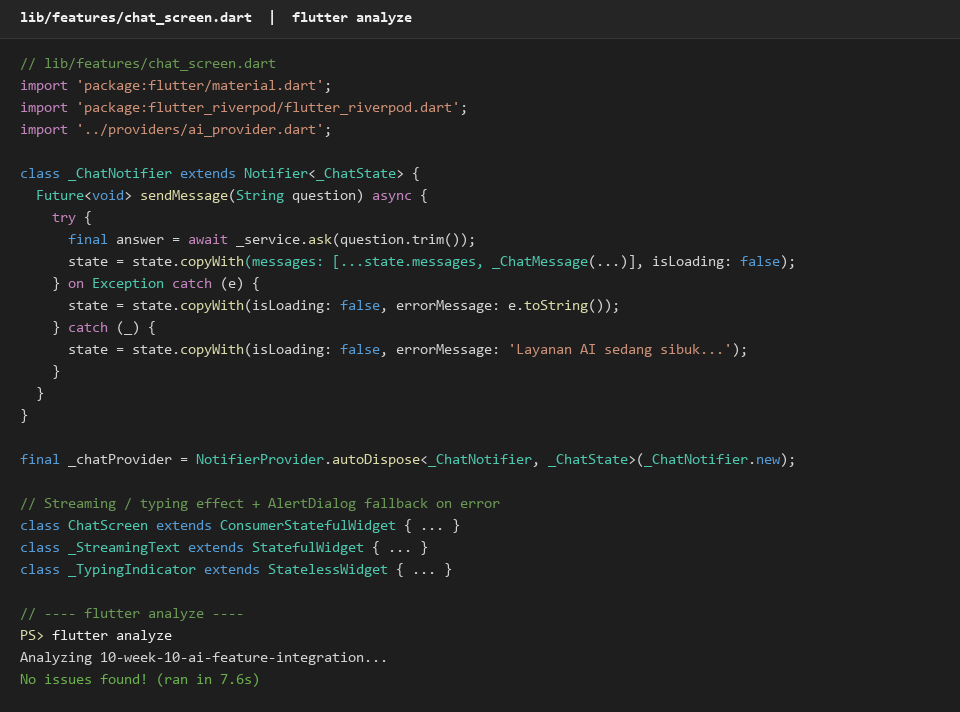 lib/features/chat_screen.dart | flutter analyze
// lib/features/chat_screen.dart
import 'package:flutter/material.dart';
import 'package:flutter_riverpod/flutter_riverpod.dart';
import '../providers/ai_provider.dart';
class _ChatNotifier extends Notifier<_ChatState> {
  Future<void> sendMessage(String question) async {
    try {
      final answer = await _service.ask(question.trim());
      state = state.copyWith(messages: [...state.messages, _ChatMessage(...)], isLoading: false);
    } on Exception catch (e) {
      state = state.copyWith(isLoading: false, errorMessage: e.toString());
    } catch (_) {
      state = state.copyWith(isLoading: false, errorMessage: 'Layanan AI sedang sibuk...');
    }
  }
}
final _chatProvider = NotifierProvider.autoDispose<_ChatNotifier, _ChatState>(_ChatNotifier.new);
// Streaming / typing effect + AlertDialog fallback on error
class ChatScreen extends ConsumerStatefulWidget { ... }
class _StreamingText extends StatefulWidget { ... }
class _TypingIndicator extends StatelessWidget { ... }
// ---- flutter analyze ----
PS> flutter analyze
Analyzing 10-week-10-ai-feature-integration...
No issues found! (ran in 7.6s)